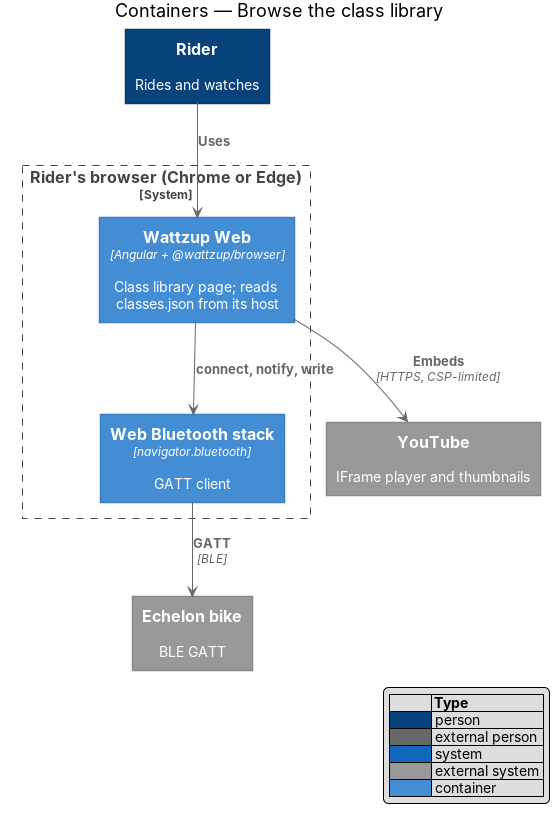 Containers — Browse the class library
Rider
Rides and watches
Uses
Rider's browser (Chrome or Edge)
[System]
Wattzup Web
[Angular + @wattzup/browser]
Class library page; reads
classes.json from its host
connect, notify, write
Embeds
[HTTPS, CSP-limited]
Web Bluetooth stack
[navigator.bluetooth]
GATT client
YouTube
IFrame player and thumbnails
GATT
[BLE]
Echelon bike
BLE GATT
Type
person
external person
system
external system
container